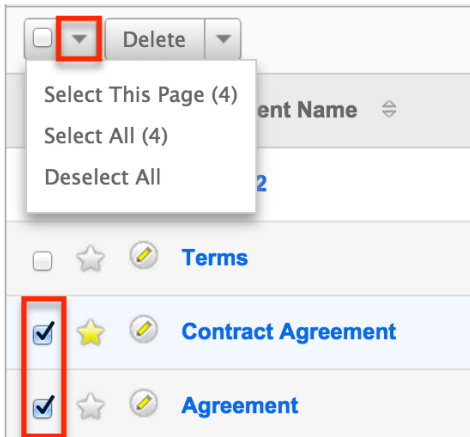 Delete
Select This Page (4)
ent Name
Select All (4)
Deselect All
2
Terms
Contract Agreement
Agreement